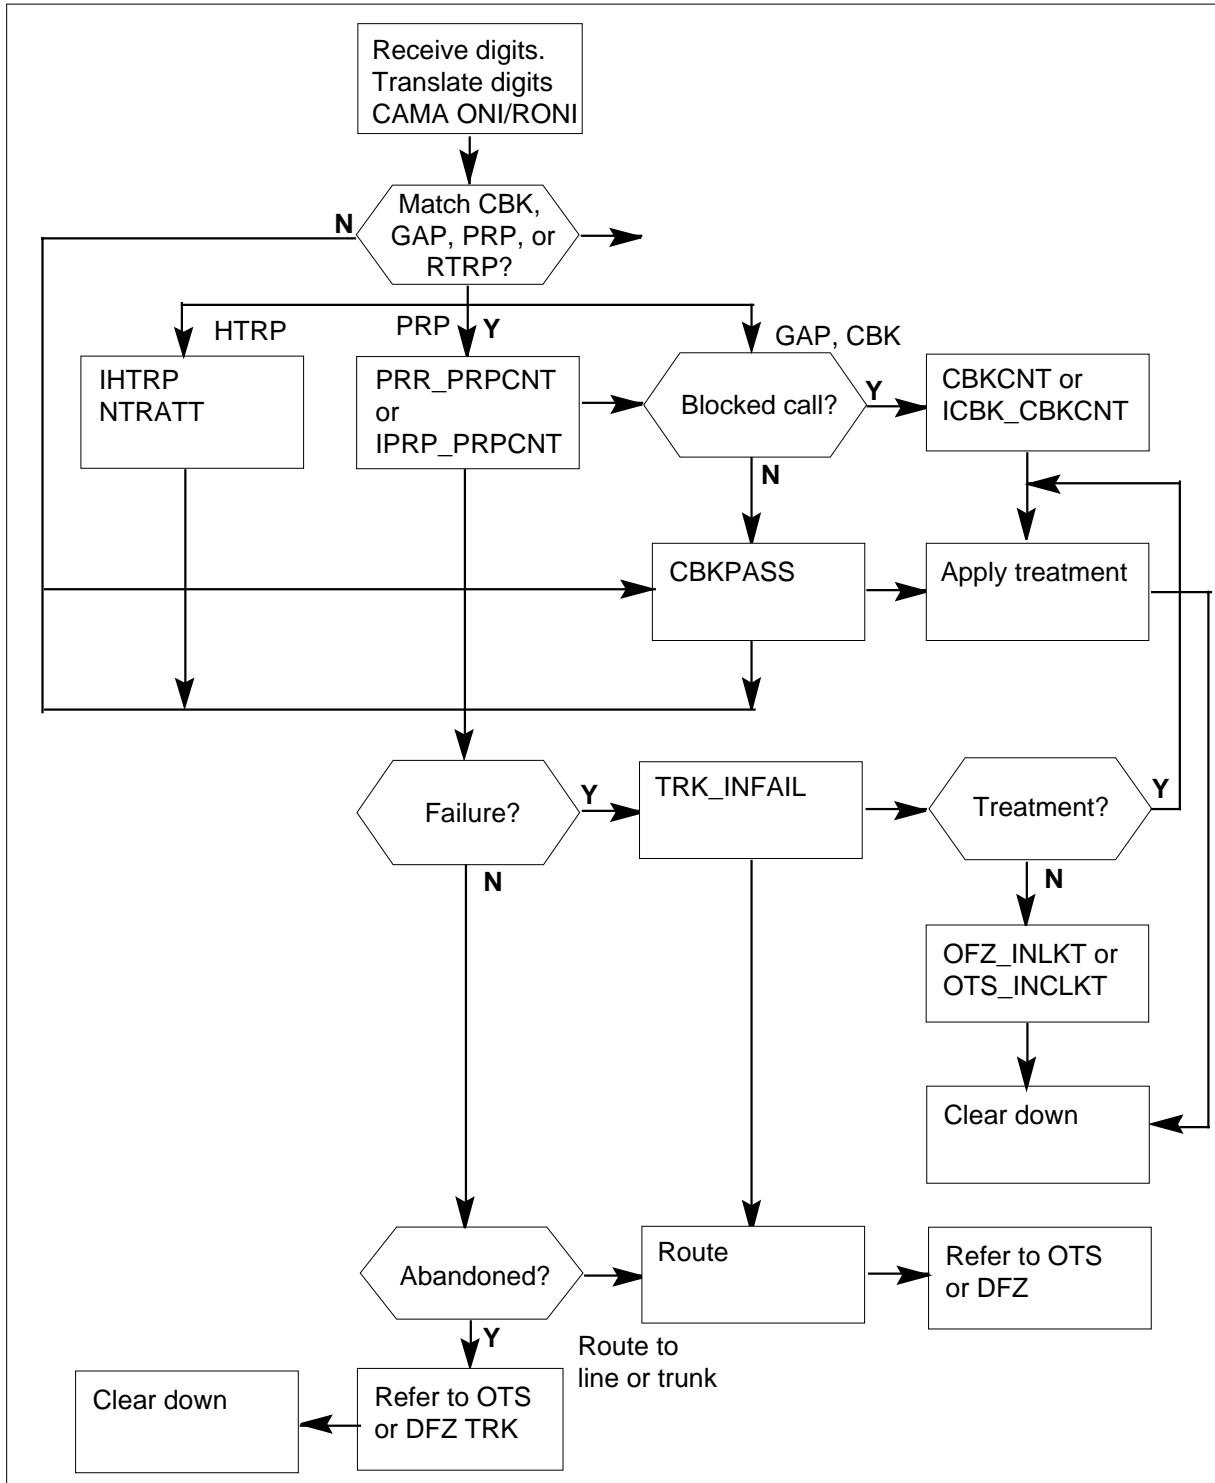 Receive digits.
Translate digits
CAMA ONI/RONI
N
Match CBK,
GAP, PRP, or
RTRP?
HTRP
PRP
Y
GAP, CBK
IHTRP
NTRATT
PRR_PRPCNT
or
IPRP_PRPCNT
Blocked call?
Y
CBKCNT or
ICBK_CBKCNT
N
CBKPASS
Apply treatment
Failure?
Y
TRK_INFAIL
Treatment?
Y
N
N
OFZ_INLKT or
OTS_INCLKT
Clear down
Abandoned?
Route
Refer to OTS
or DFZ
Y
Route to
line or trunk
Clear down
Refer to OTS
or DFZ TRK